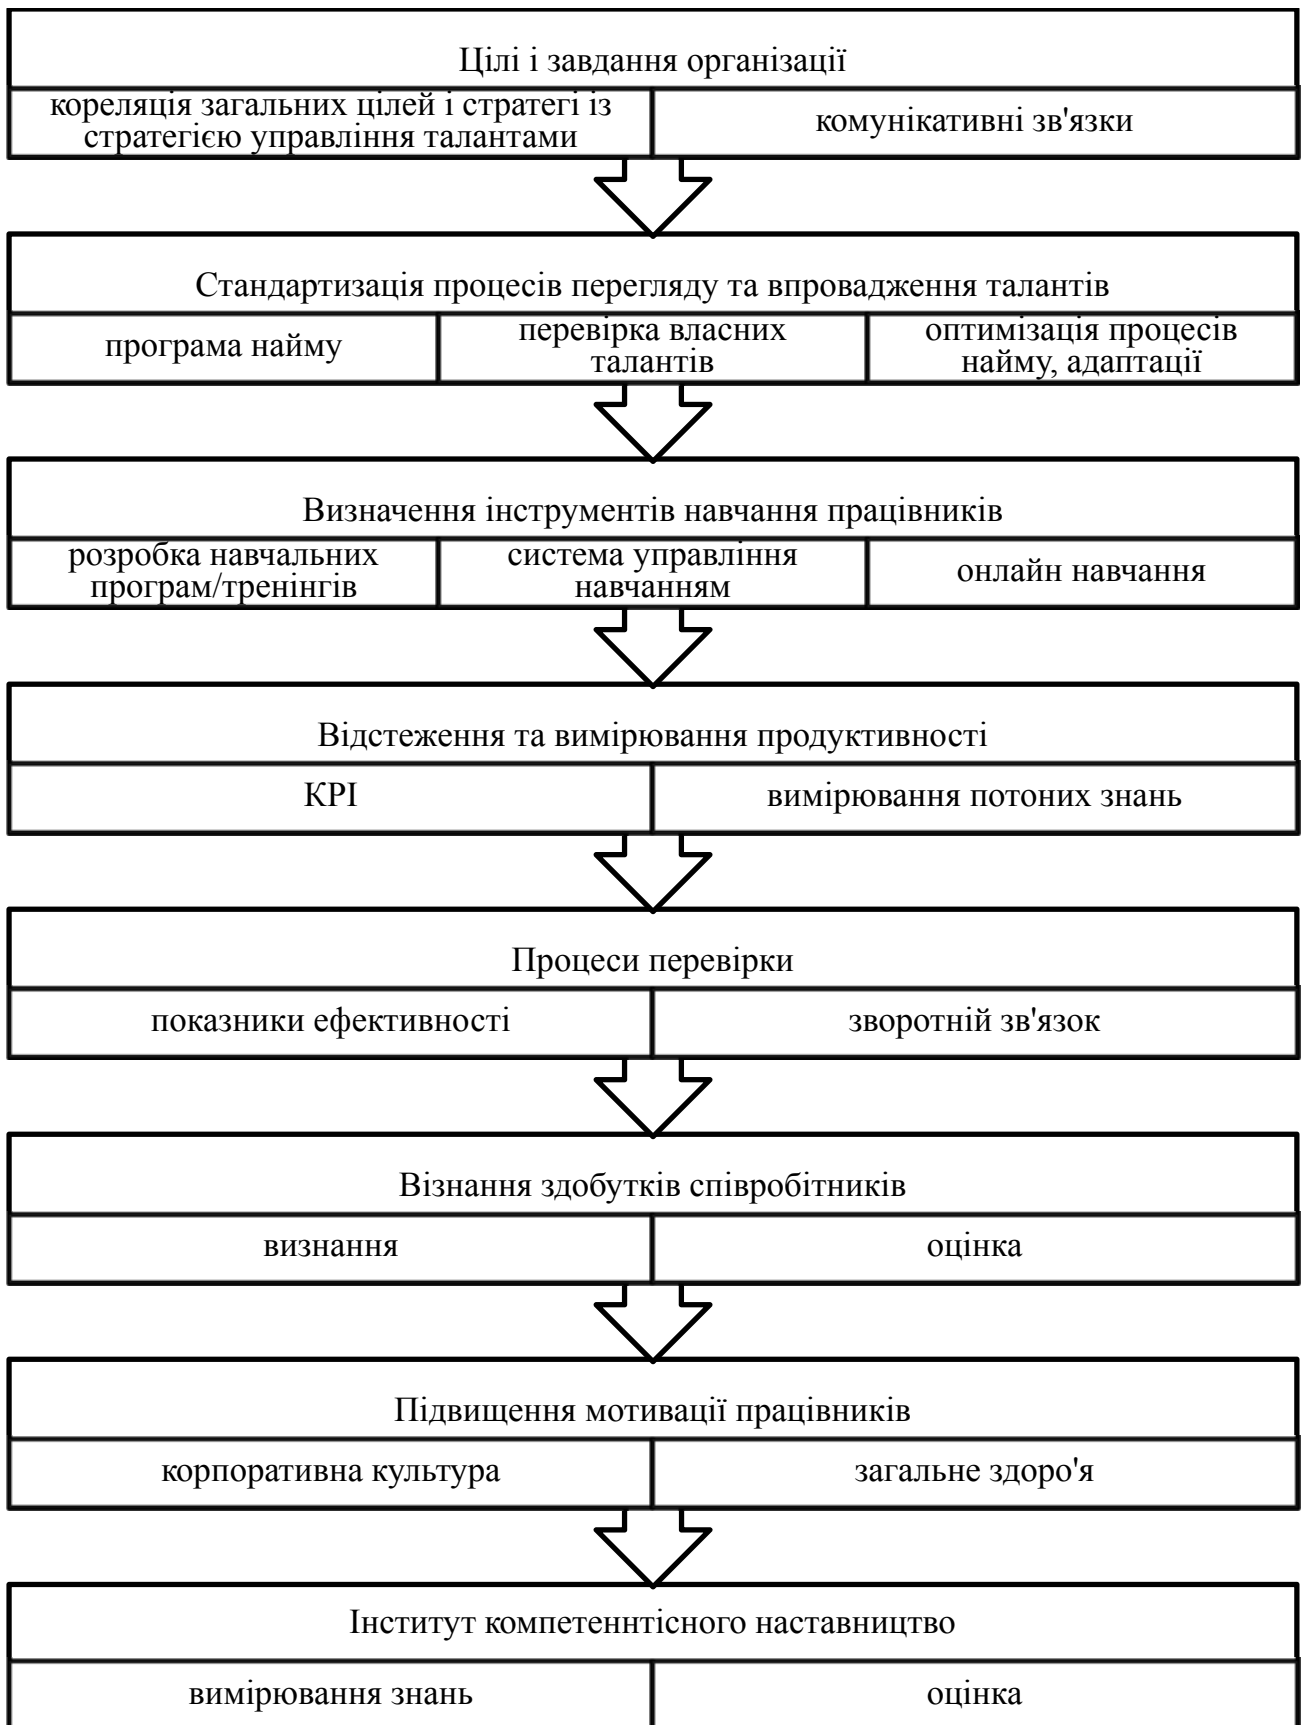 Цілі і завдання організації
кореляція загальних цілей і стратегі із
стратегією управління талантами
комунікативні зв'язки
Стандартизація процесів перегляду та впровадження талантів
програма найму
перевірка власних
талантів
оптимізація процесів
найму, адаптації
Визначення інструментів навчання працівників
розробка навчальних
програм/тренінгів
система управління
навчанням
онлайн навчання
Відстеження та вимірювання продуктивності
KPI
вимірювання потоних знань
Процеси перевірки
показники ефективності
зворотній зв'язок
Візнання здобутків співробітників
визнання
оцінка
Підвищення мотивації працівників
корпоративна культура
загальне здоро'я
Інститут компетеннтісного наставництво
вимірювання знань
оцінка